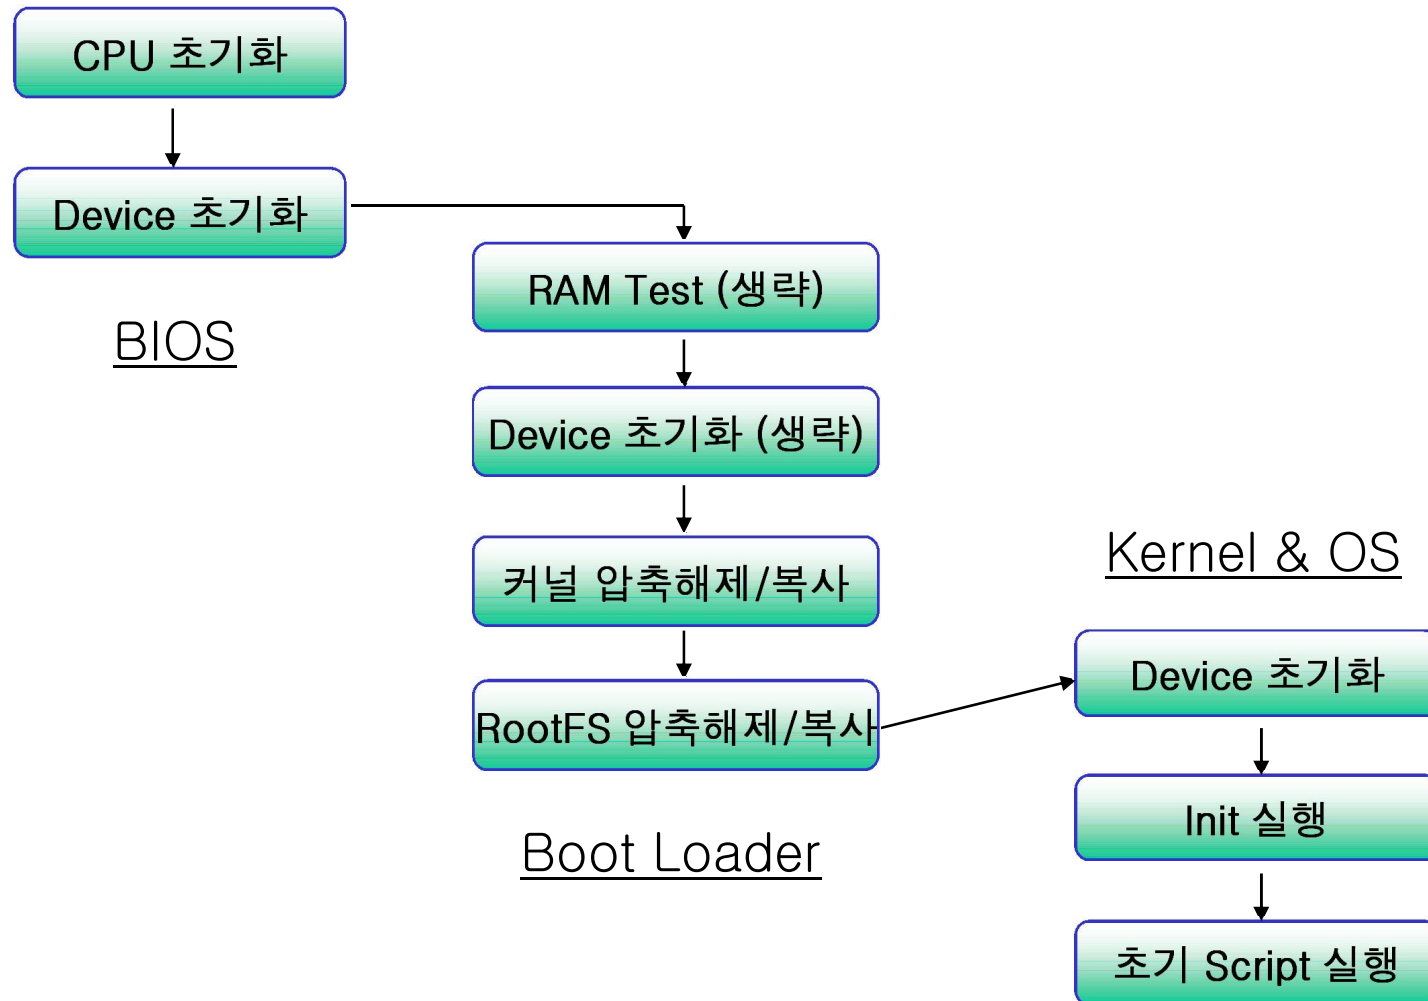 CPU 초기화
Device 초기화
BIOS
RAM Test (생략)
Device 초기화 (생략)
커널 압축해제/복사
RootFS 압축해제/복사
Boot Loader
Kernel & OS
Device 초기화
Init 실행
초기 Script 실행